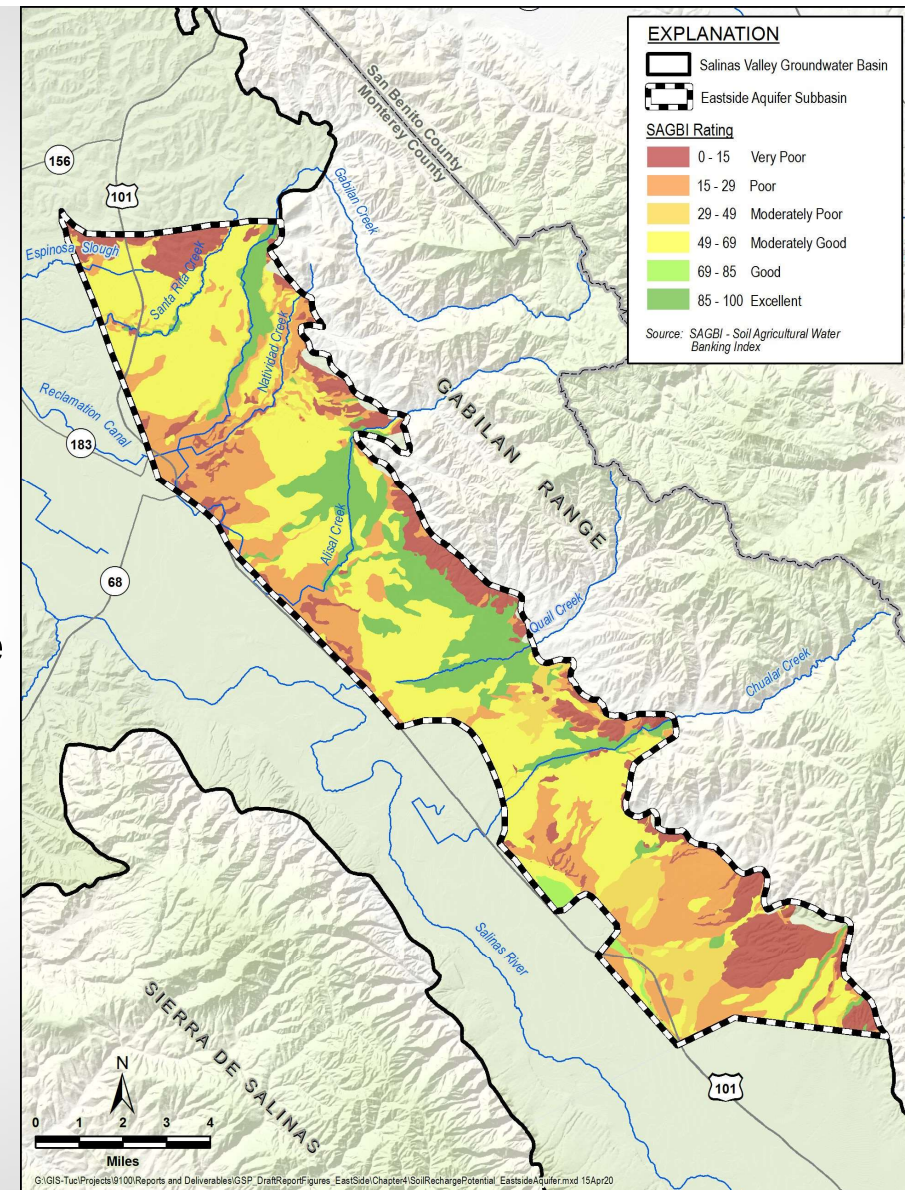 EXPLANATION
Salinas Valley Groundwater Basin
Eastside Aquifer Subbasin
SAGBI Rating
0 - 15 Very Poor
15 - 29 Poor
29 - 49 Moderately Poor
49 - 69 Moderately Good
69 - 85 Good
85 - 100 Excellent
Source: SAGBI - Soil Agricultural Water
Banking Index
San Benito County
Monterey County
156
101
Gabilan Creek
Espinosa Slough
Santa Rita Creek
Natividad Creek
Reclamation Canal
183
GABILAN
RANGE
Alisal Creek
68
Quail Creek
Chualar Creek
e
Salinas River
SIERRA DE SALINAS
101
N
0 1 2 3 4
Miles
G:\GIS-Tuc\Projects\9100\Reports and Deliverables\GSP_DraftReportFigures_EastSide\Chapter4\SoilRechargePotential_EastsideAquifer.mxd 15Apr20